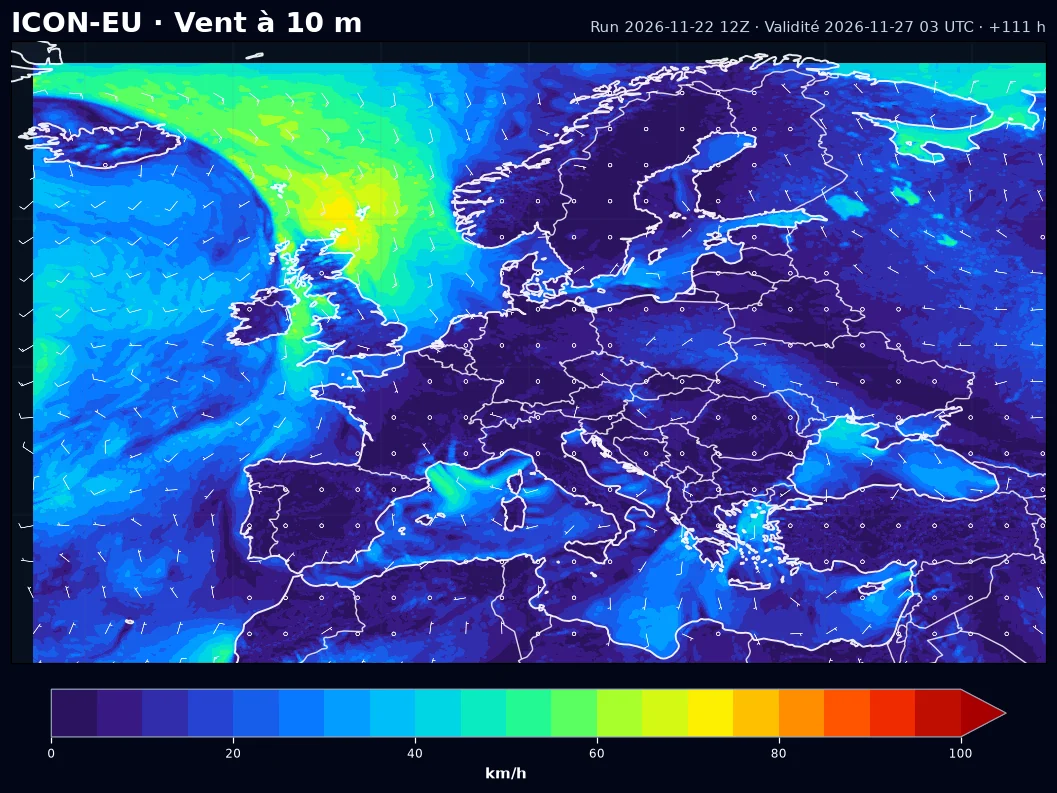 ICON-EU · Vent à 10 m
Run 2026-11-22 12Z · Validité 2026-11-27 03 UTC · +111 h
0 20 40 60 80 100
km/h